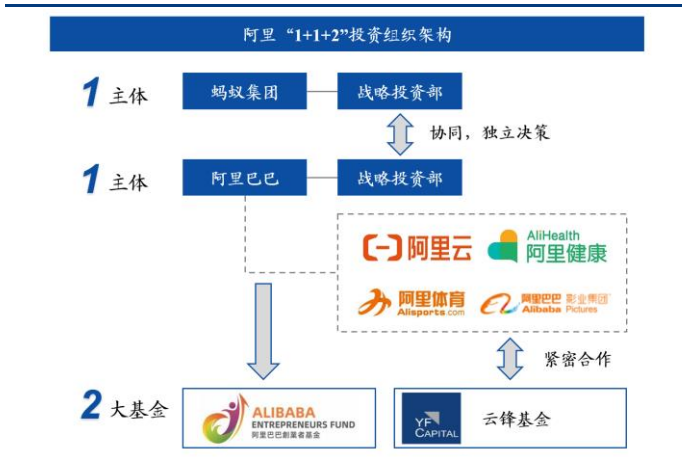 阿里“1+1+2”投资组织架构
1 主体
蚂蚁集团
战略投资部
协同，独立决策
1 主体
阿里巴巴
战略投资部
阿里云
AliHealth
阿里健康
阿里体育
Alisports.com
阿里巴巴 影业集团
Alibaba Pictures
紧密合作
2 大基金
ALIBABA
ENTREPRENEURS FUND
阿里巴巴創業者基金
YF
CAPITAL
云锋基金